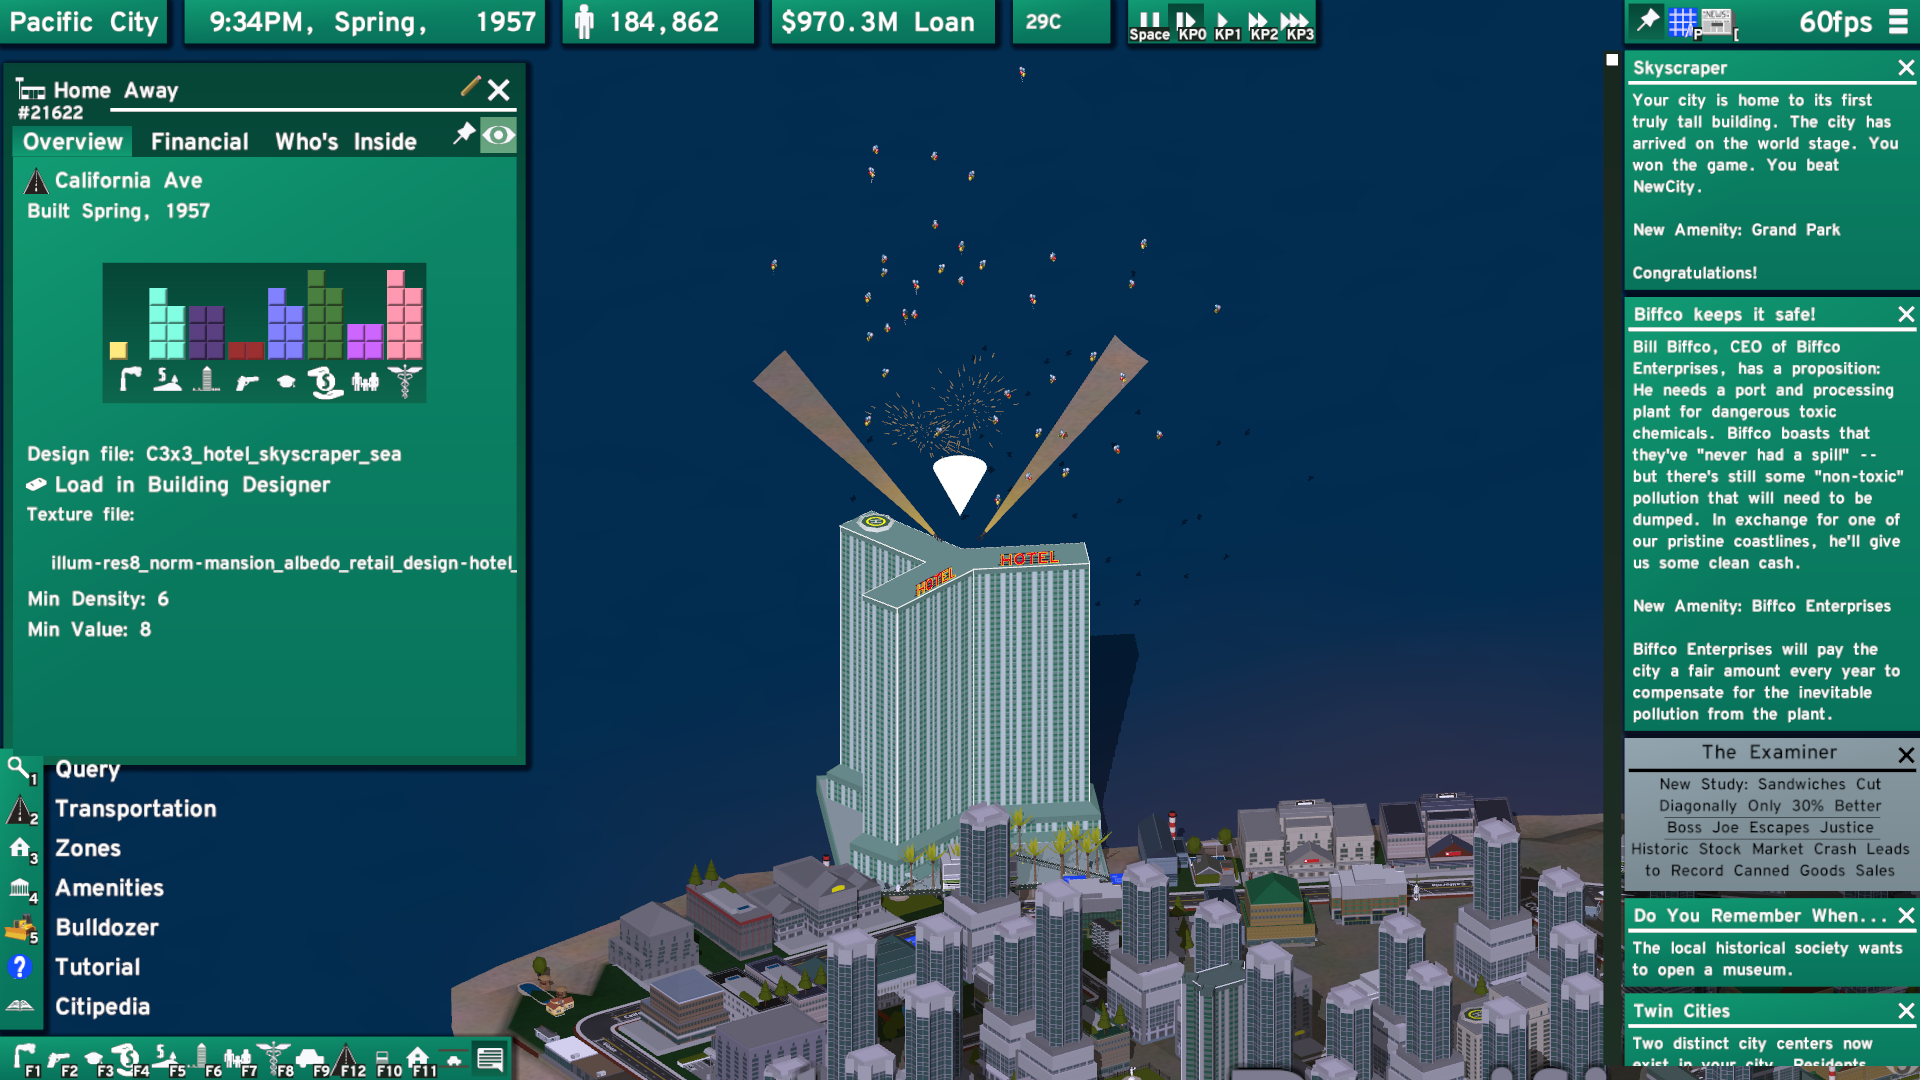 Pacific City
9:34PM, Spring, 1957
184,862
$970.3M Loan
29C
Space KP0 KP1 KP2 KP3
P [
60fps
Home Away
#21622
Overview Financial Who's Inside
California Ave
Built Spring, 1957
Design file: C3x3_hotel_skyscraper_sea
Load in Building Designer
Texture file:
illum-res8_norm-mansion_albedo_retail_design-hotel_
Min Density: 6
Min Value: 8
1 Query
2 Transportation
3 Zones
4 Amenities
5 Bulldozer
? Tutorial
Citipedia
F1 F2 F3 F4 F5 F6 F7 F8 F9 F12 F10 F11
HOTEL
HOTEL
Skyscraper
Your city is home to its first
truly tall building. The city has
arrived on the world stage. You
won the game. You beat
NewCity.
New Amenity: Grand Park
Congratulations!
Biffco keeps it safe!
Bill Biffco, CEO of Biffco
Enterprises, has a proposition:
He needs a port and processing
plant for dangerous toxic
chemicals. Biffco boasts that
they've "never had a spill" --
but there's still some "non-toxic"
pollution that will need to be
dumped. In exchange for one of
our pristine coastlines, he'll give
us some clean cash.
New Amenity: Biffco Enterprises
Biffco Enterprises will pay the
city a fair amount every year to
compensate for the inevitable
pollution from the plant.
The Examiner
New Study: Sandwiches Cut
Diagonally Only 30% Better
Boss Joe Escapes Justice
Historic Stock Market Crash Leads
to Record Canned Goods Sales
Do You Remember When...
The local historical society wants
to open a museum.
Twin Cities
Two distinct city centers now
exist in your city. Residents